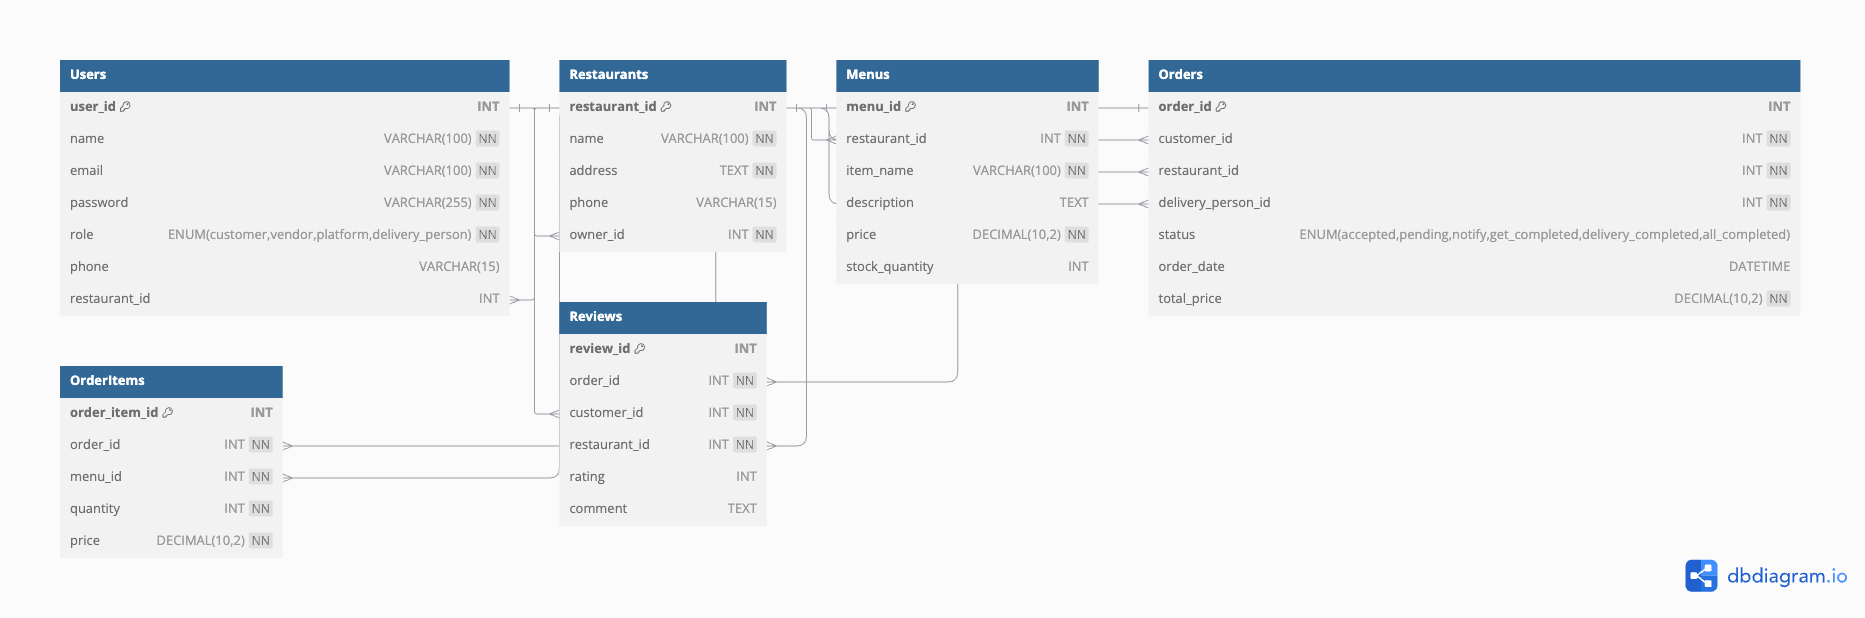 Users
user_id INT
name VARCHAR(100) NN
email VARCHAR(100) NN
password VARCHAR(255) NN
role ENUM(customer,vendor,platform,delivery_person) NN
phone VARCHAR(15)
restaurant_id INT
Restaurants
restaurant_id INT
name VARCHAR(100) NN
address TEXT NN
phone VARCHAR(15)
owner_id INT NN
Menus
menu_id INT
restaurant_id INT NN
item_name VARCHAR(100) NN
description TEXT
price DECIMAL(10,2) NN
stock_quantity INT
Orders
order_id INT
customer_id INT NN
restaurant_id INT NN
delivery_person_id INT NN
status ENUM(accepted,pending,notify,get_completed,delivery_completed,all_completed)
order_date DATETIME
total_price DECIMAL(10,2) NN
OrderItems
order_item_id INT
order_id INT NN
menu_id INT NN
quantity INT NN
price DECIMAL(10,2) NN
Reviews
review_id INT
order_id INT NN
customer_id INT NN
restaurant_id INT NN
rating INT
comment TEXT
dbdiagram.io